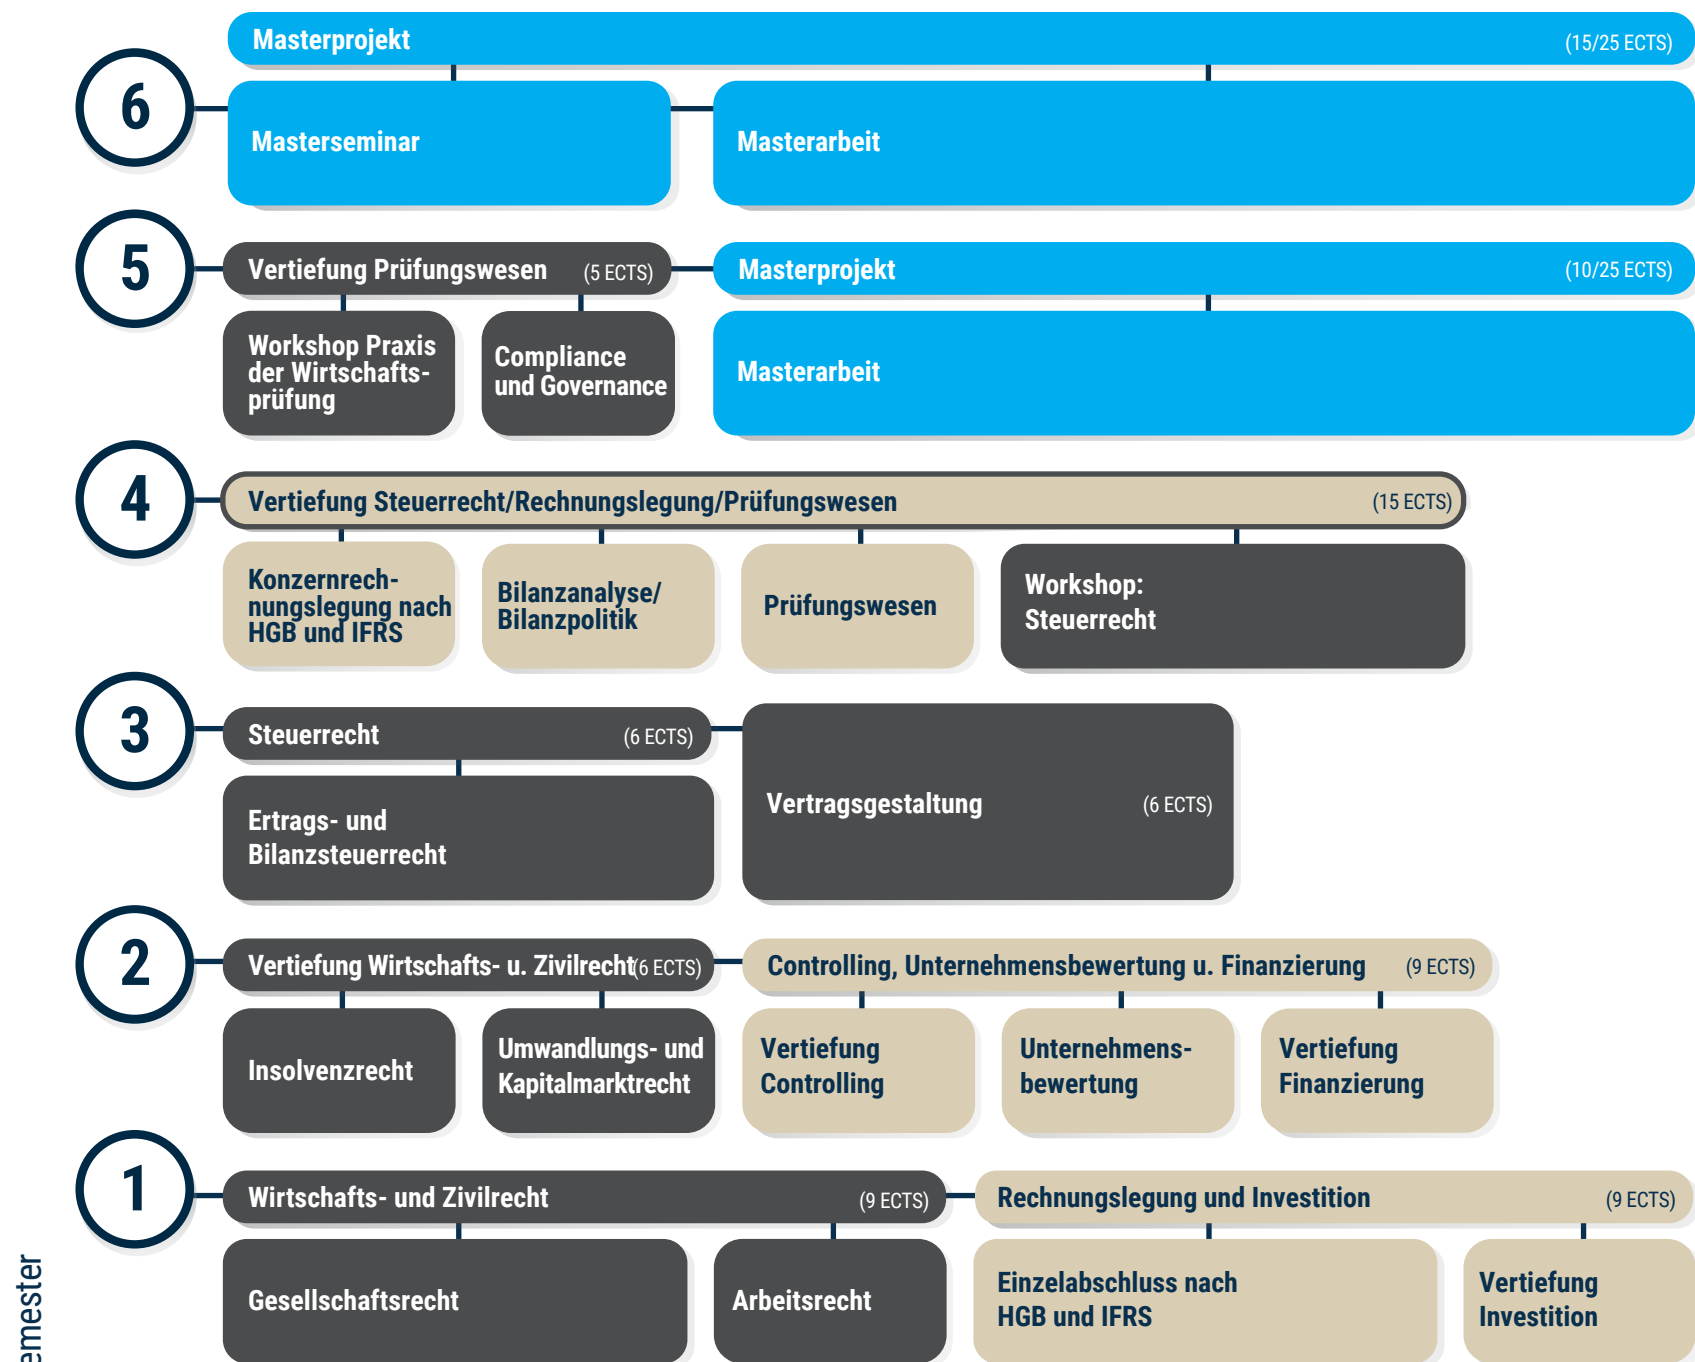 Masterprojekt (15/25 ECTS)
6
Masterseminar
Masterarbeit
5
Vertiefung Prüfungswesen (5 ECTS)
Masterprojekt (10/25 ECTS)
Workshop Praxis
der Wirtschafts-
prüfung
Compliance
und Governance
Masterarbeit
4
Vertiefung Steuerrecht/Rechnungslegung/Prüfungswesen (15 ECTS)
Konzernrech-
nungslegung nach
HGB und IFRS
Bilanzanalyse/
Bilanzpolitik
Prüfungswesen
Workshop:
Steuerrecht
3
Steuerrecht (6 ECTS)
Ertrags- und
Bilanzsteuerrecht
Vertragsgestaltung (6 ECTS)
2
Vertiefung Wirtschafts- u. Zivilrecht (6 ECTS)
Controlling, Unternehmensbewertung u. Finanzierung (9 ECTS)
Insolvenzrecht
Umwandlungs- und
Kapitalmarktrecht
Vertiefung
Controlling
Unternehmens-
bewertung
Vertiefung
Finanzierung
1
Wirtschafts- und Zivilrecht (9 ECTS)
Rechnungslegung und Investition (9 ECTS)
Gesellschaftsrecht
Arbeitsrecht
Einzelabschluss nach
HGB und IFRS
Vertiefung
Investition
emester